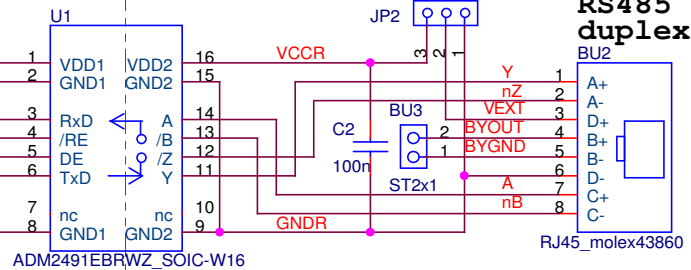 RS485
duplex
U1
JP2
BU2
3 2 1
1 VDD1 VDD2 16 VCCR
2 GND1 GND2 15
3 RxD A 14
4 /RE /B 13
5 DE /Z 12
6 TxD Y 11
7 nc nc 10
8 GND1 GND2 9 GNDR
ADM2491EBRWZ_SOIC-W16
C2
100n
BU3
2
1
ST2x1
Y 1 A+
nZ 2 A-
VEXT 3 D+
BYOUT 4 B+
BYGND 5 B-
6 D-
A 7 C+
nB 8 C-
RJ45_molex43860